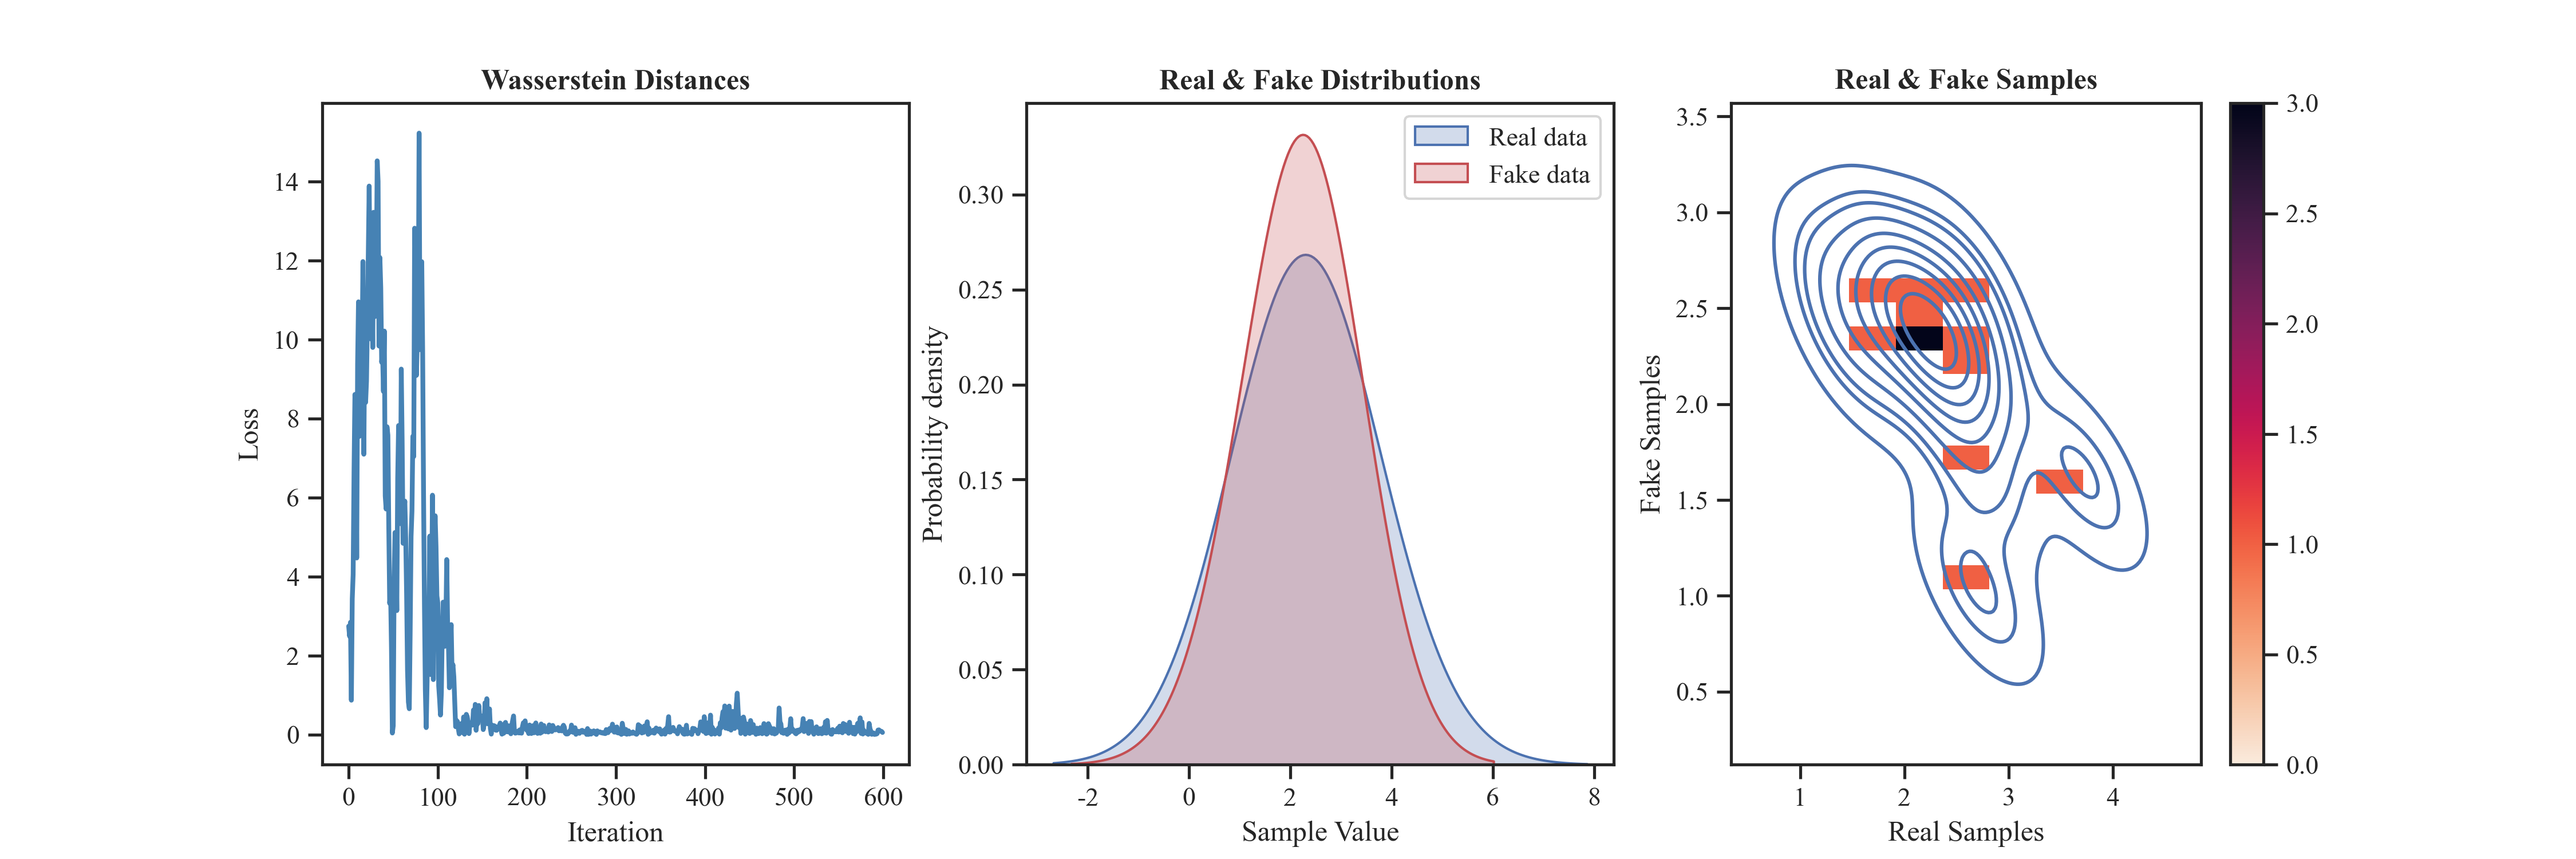 Wasserstein Distances
Loss
14
12
10
8
6
4
2
0
0 100 200 300 400 500 600
Iteration
Real & Fake Distributions
Real data
Fake data
Probability density
0.30
0.25
0.20
0.15
0.10
0.05
0.00
-2 0 2 4 6 8
Sample Value
Real & Fake Samples
Fake Samples
3.5
3.0
2.5
2.0
1.5
1.0
0.5
1 2 3 4
Real Samples
3.0
2.5
2.0
1.5
1.0
0.5
0.0